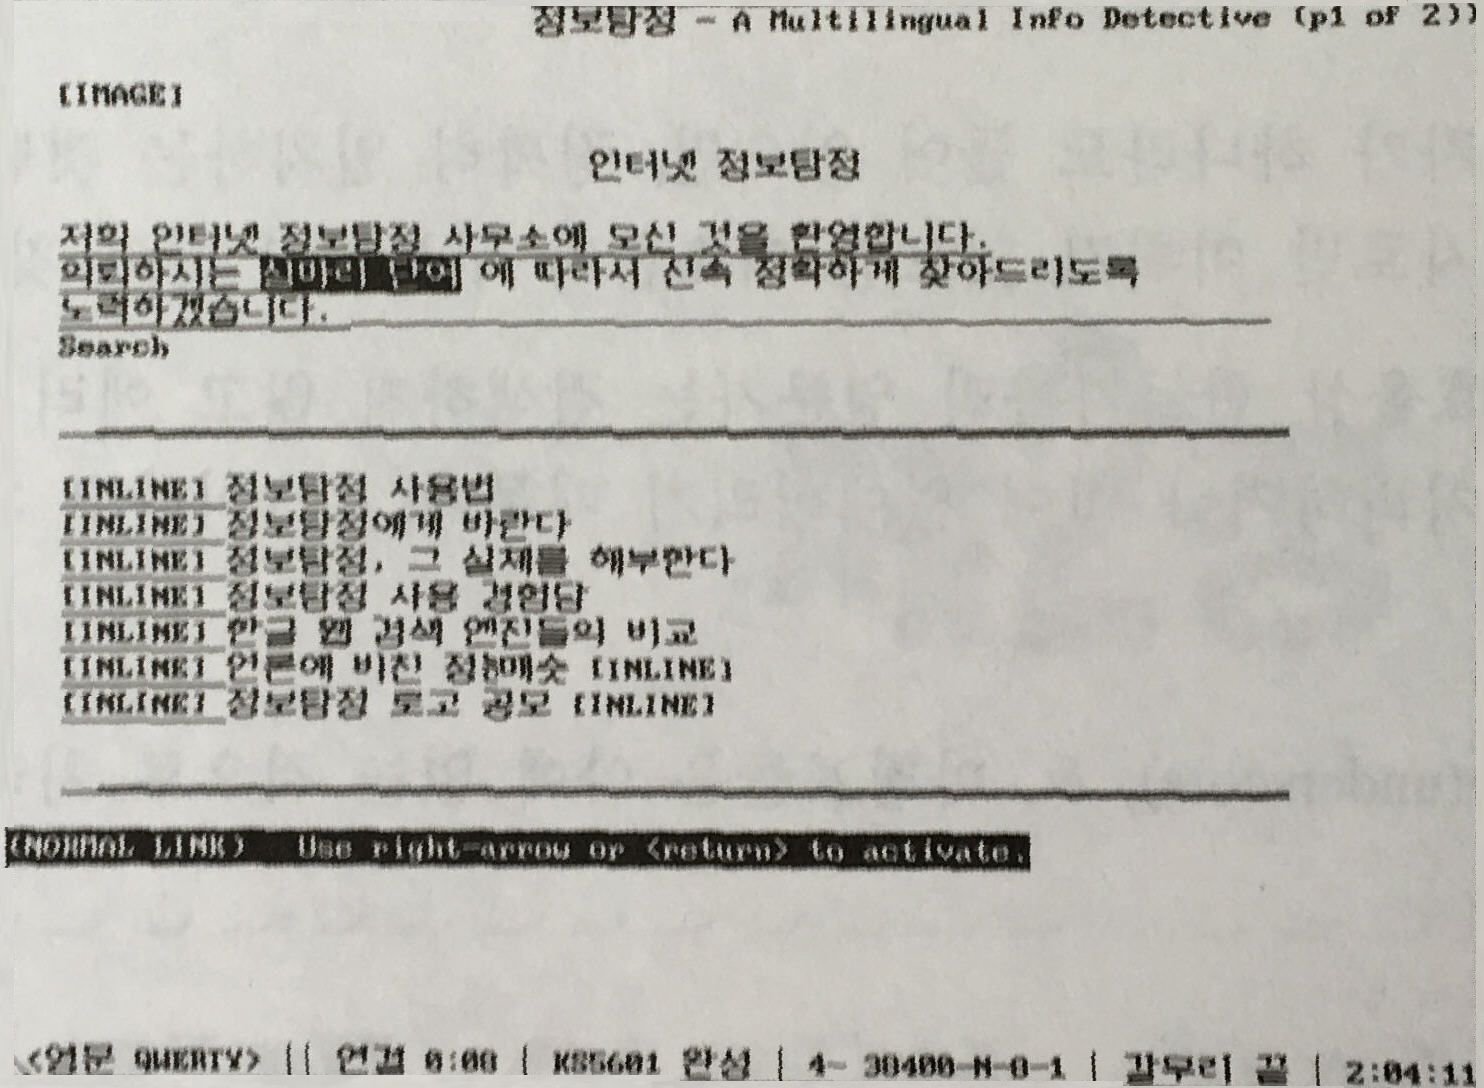 정보탐정 - A Multilingual Info Detective (p1 of 2))
[IMAGE]
인터넷 정보탐정
저희 인터넷 정보탐정 사무소에 오신 것을 환영합니다.
의뢰하시는 실마리 단어 에 따라서 신속 정확하게 찾아드리도록
노력하겠습니다.
Search
[INLINE] 정보탐정 사용법
[INLINE] 정보탐정에게 바란다
[INLINE] 정보탐정, 그 실재를 해부한다
[INLINE] 정보탐정 사용 경험담
[INLINE] 한글 웹 검색 엔진들의 비교
[INLINE] 언론에 비친 [INLINE]
[INLINE] 정보탐정 로고 공모 [INLINE]
(NORMAL LINK) Use right-arrow or <return> to activate.
<영문 QWERTY> || 연결 0:08 | KS5601 완성 | 4- 38400-N-8-1 | 갈무리 끝 | 2:04:11